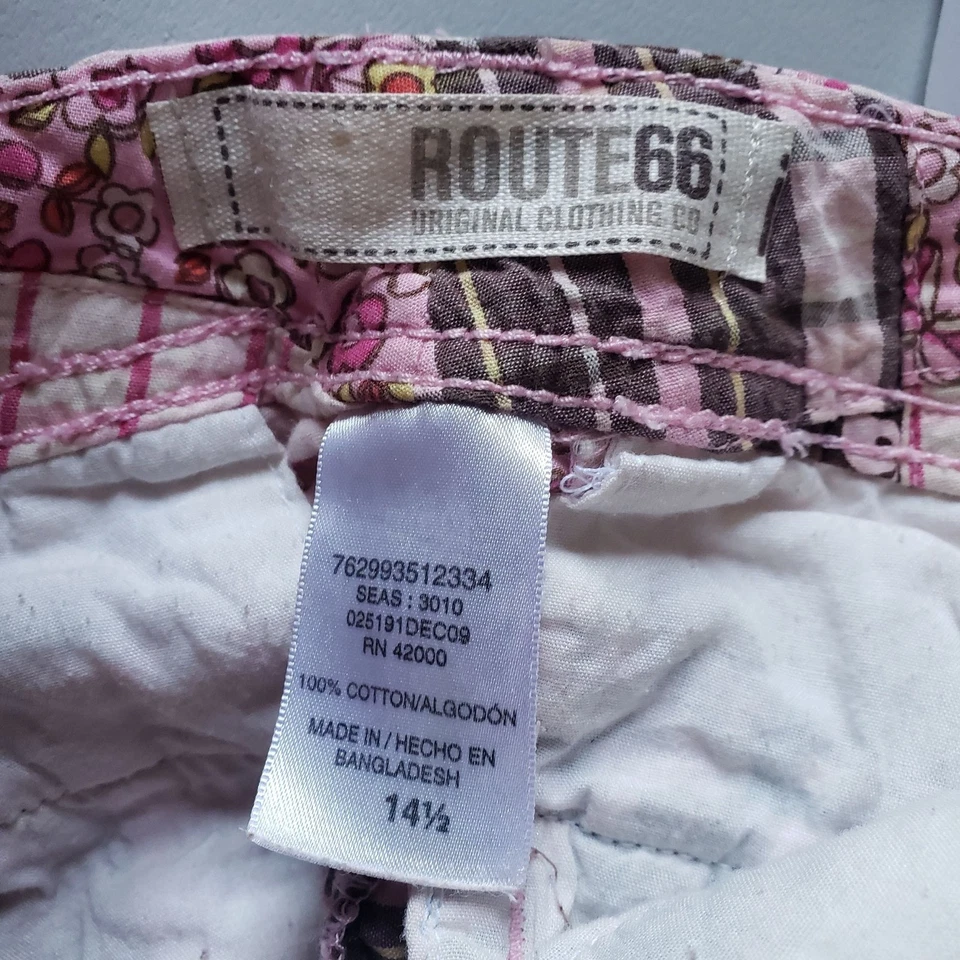 ROUTE66
ORIGINAL CLOTHING CO
762993512334
SEAS : 3010
025191DEC09
RN 42000
100% COTTON/ALGODÓN
MADE IN / HECHO EN
BANGLADESH
14½